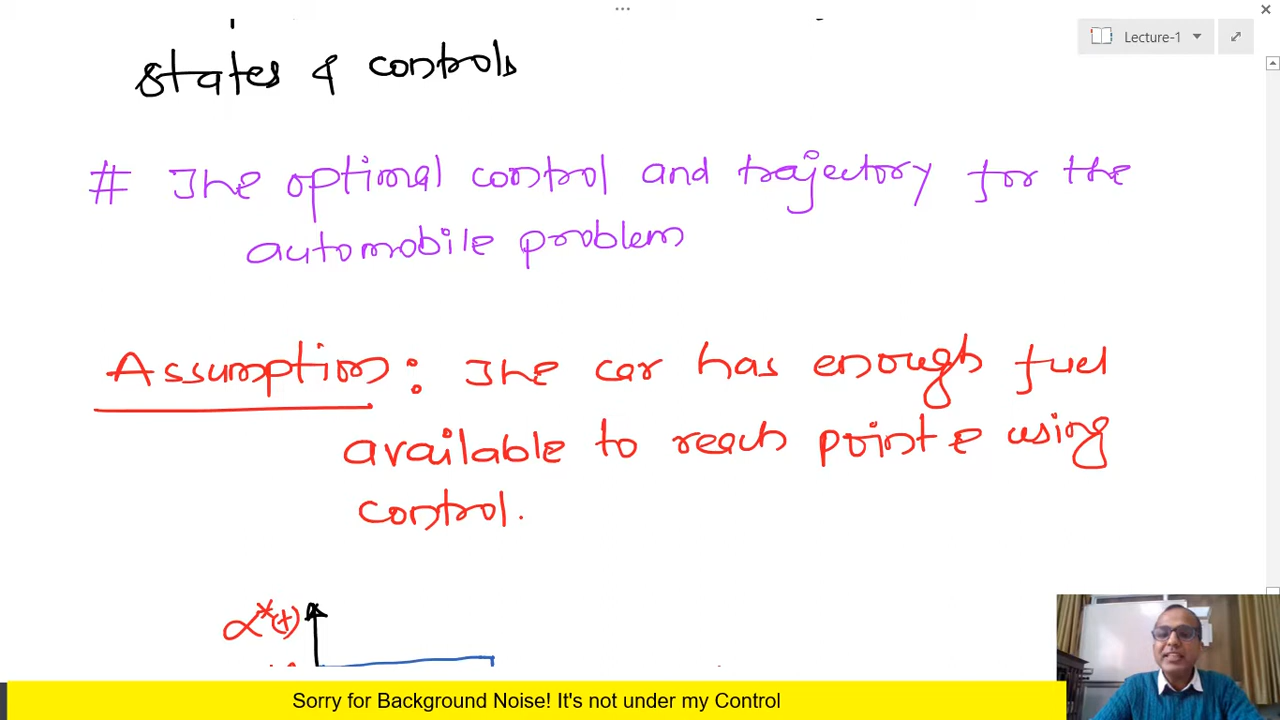 Lecture-1
states & controls
# The optimal control and trajectory for the
automobile problem
Assumption: The car has enough fuel
available to reach point e using
control.
α*(t)
Sorry for Background Noise! It's not under my Control